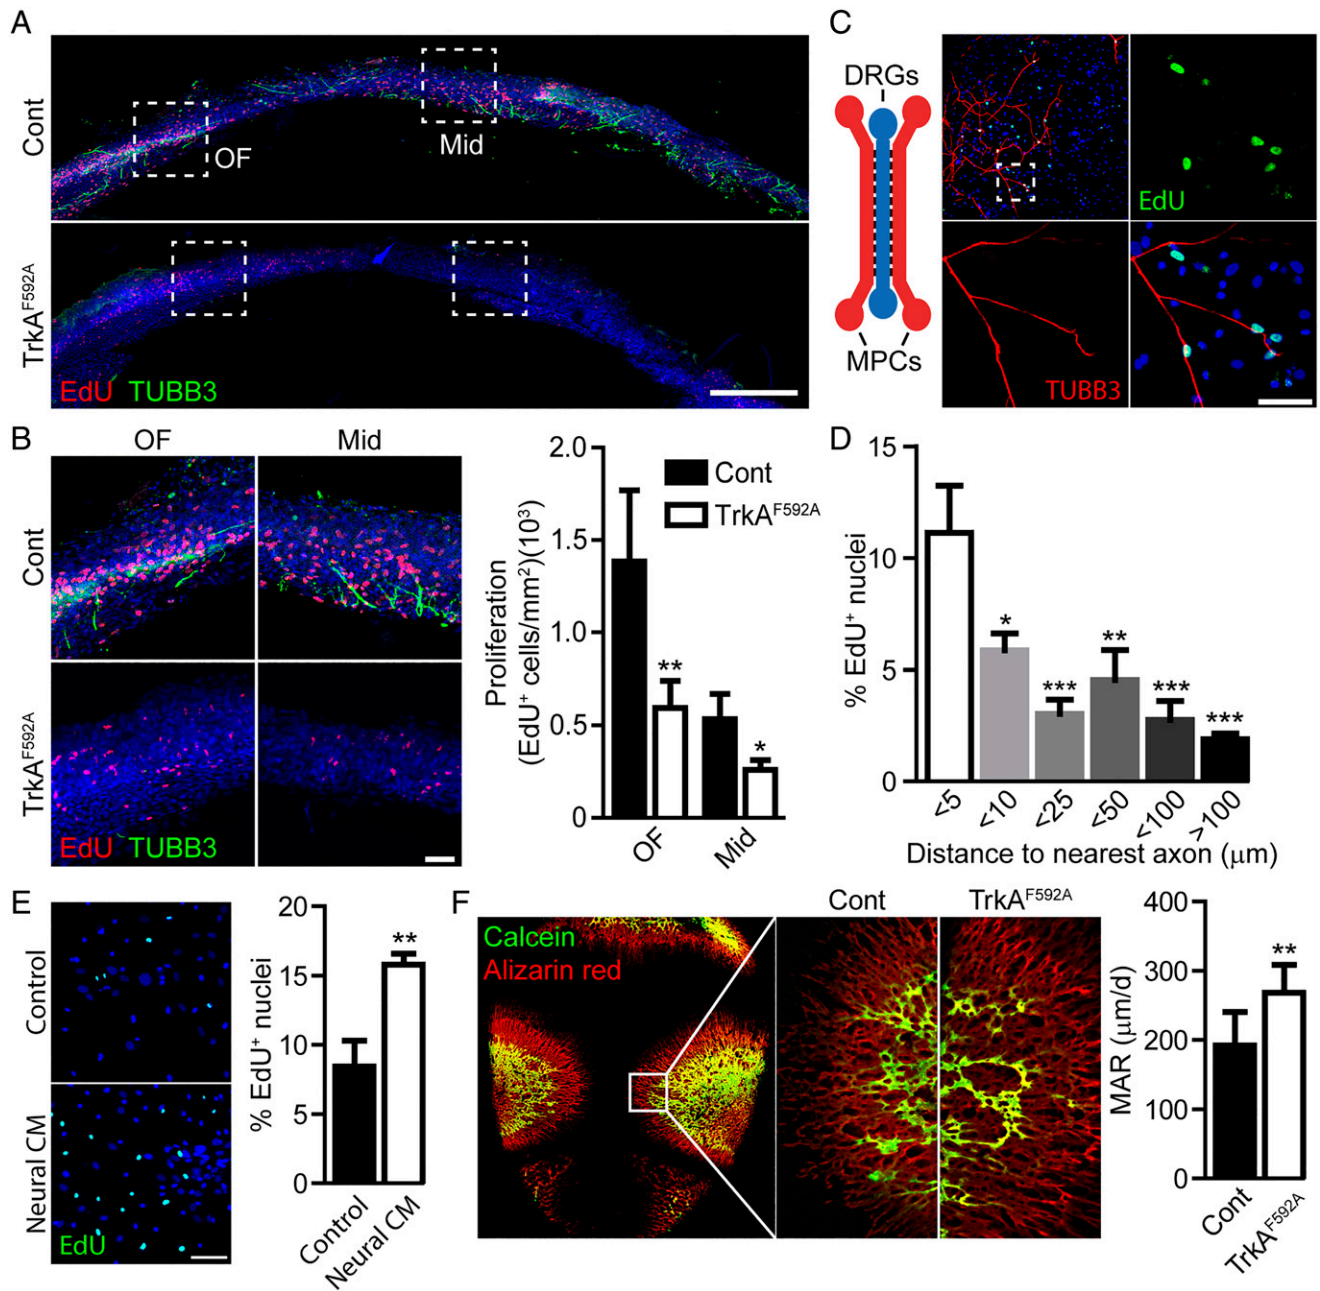 A
Cont
OF
Mid
TrkA^F592A
EdU TUBB3
B
OF
Mid
Cont
TrkA^F592A
EdU TUBB3
Proliferation
(EdU⁺ cells/mm²)(10³)
2.0
1.5
1.0
0.5
0
Cont
TrkA^F592A
**
*
OF
Mid
C
DRGs
MPCs
EdU
TUBB3
D
% EdU⁺ nuclei
15
10
5
0
*
***
**
***
***
<5
<10
<25
<50
<100
>100
Distance to nearest axon (μm)
E
Control
Neural CM
EdU
% EdU⁺ nuclei
20
15
10
5
0
**
Control
Neural CM
F
Calcein
Alizarin red
Cont
TrkA^F592A
MAR (μm/d)
400
300
200
100
0
**
Cont
TrkA^F592A